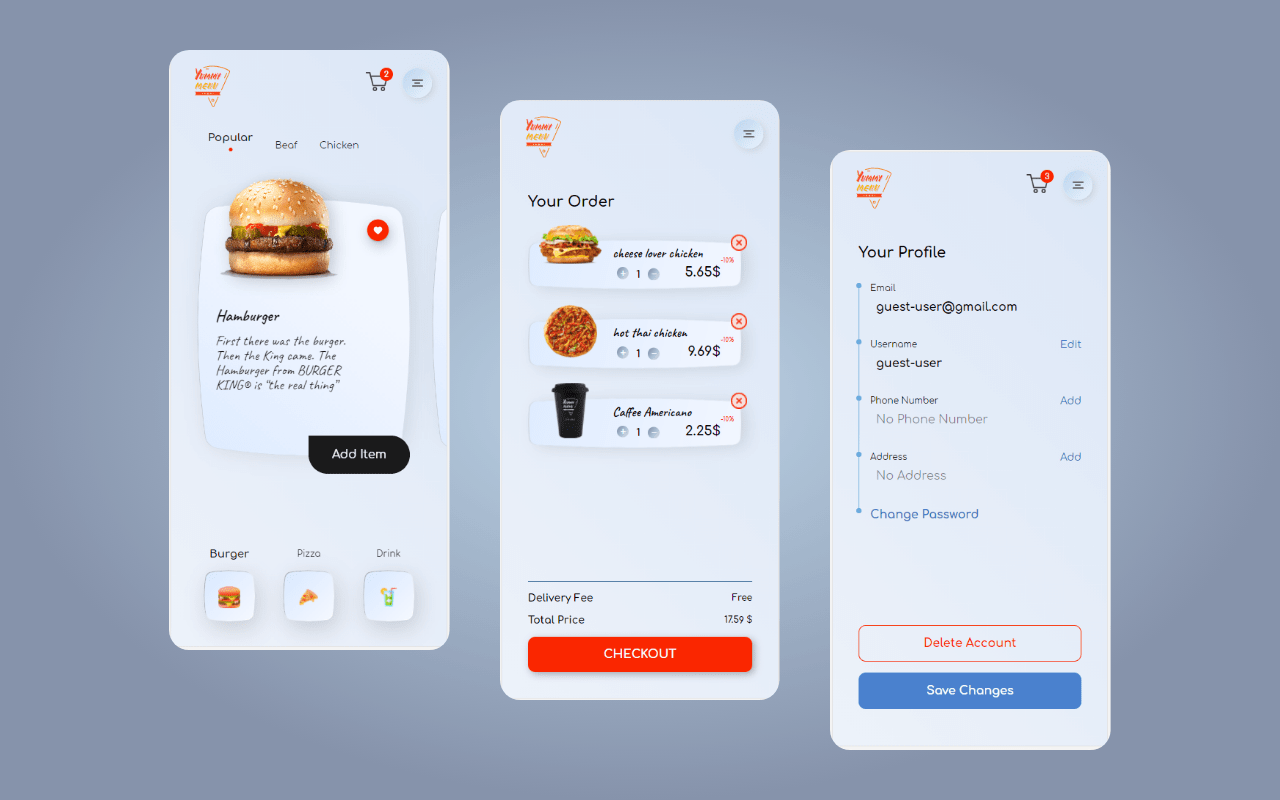 Yummy
menu
2
Popular
Beaf
Chicken
Hamburger
First there was the burger.
Then the King came. The
Hamburger from BURGER
KING® is “the real thing”
Add Item
Burger
Pizza
Drink
Yummy
menu
Your Order
cheese lover chicken
-10%
1
5.65$
hot thai chicken
-10%
1
9.69$
Caffee Americano
-10%
1
2.25$
Delivery Fee
Free
Total Price
17.59 $
CHECKOUT
Yummy
menu
3
Your Profile
Email
guest-user@gmail.com
Username
Edit
guest-user
Phone Number
Add
No Phone Number
Address
Add
No Address
Change Password
Delete Account
Save Changes